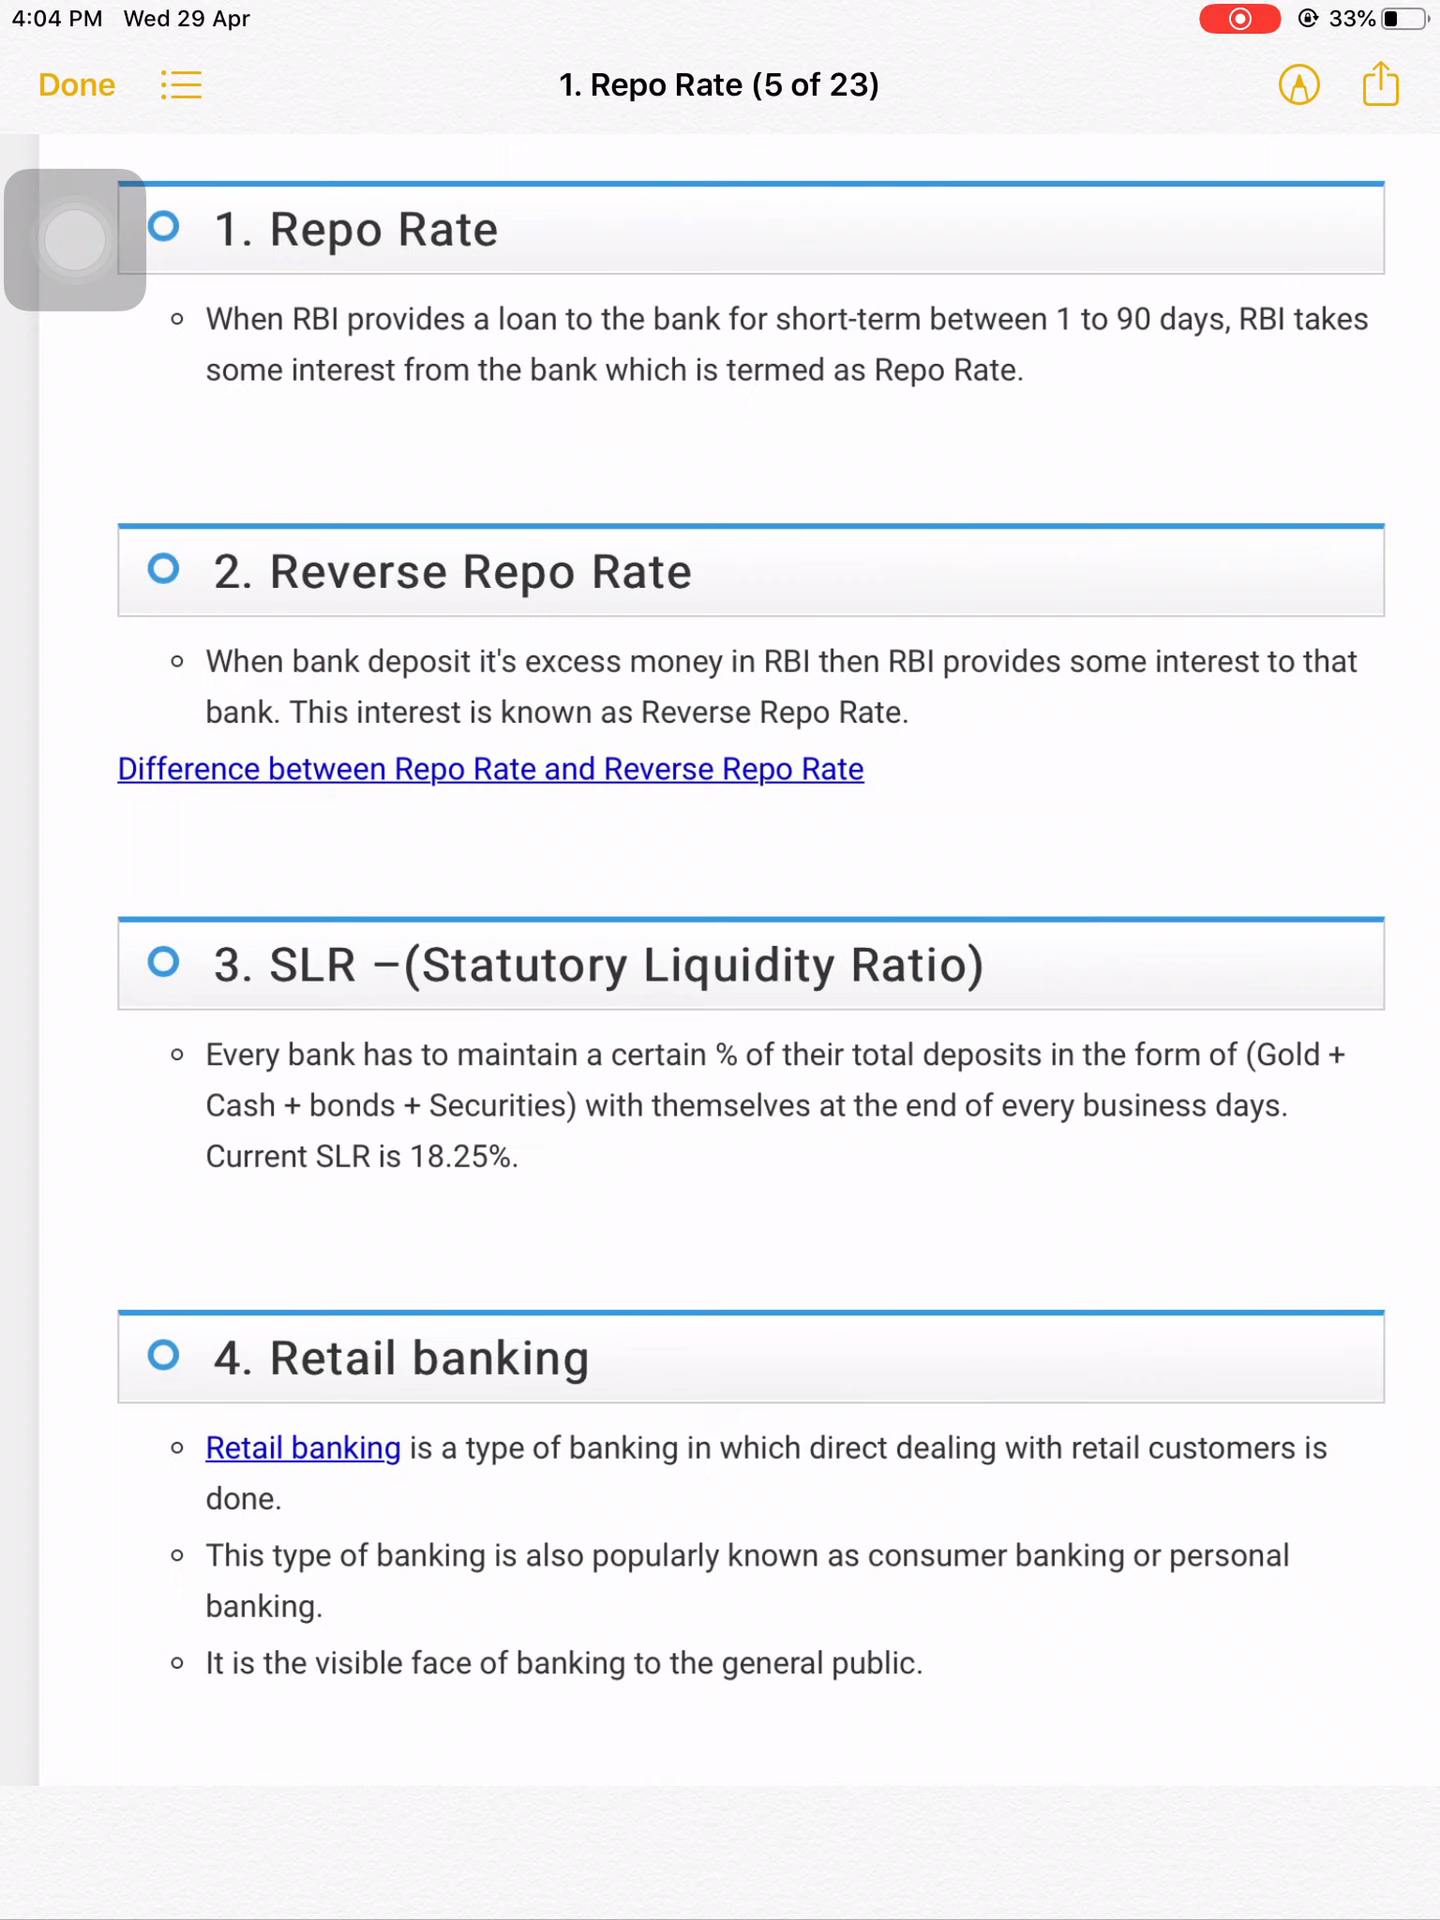 4:04 PM Wed 29 Apr
33%
Done
1. Repo Rate (5 of 23)
1. Repo Rate
When RBI provides a loan to the bank for short-term between 1 to 90 days, RBI takes
some interest from the bank which is termed as Repo Rate.
2. Reverse Repo Rate
When bank deposit it's excess money in RBI then RBI provides some interest to that
bank. This interest is known as Reverse Repo Rate.
Difference between Repo Rate and Reverse Repo Rate
3. SLR –(Statutory Liquidity Ratio)
Every bank has to maintain a certain % of their total deposits in the form of (Gold +
Cash + bonds + Securities) with themselves at the end of every business days.
Current SLR is 18.25%.
4. Retail banking
Retail banking is a type of banking in which direct dealing with retail customers is
done.
This type of banking is also popularly known as consumer banking or personal
banking.
It is the visible face of banking to the general public.